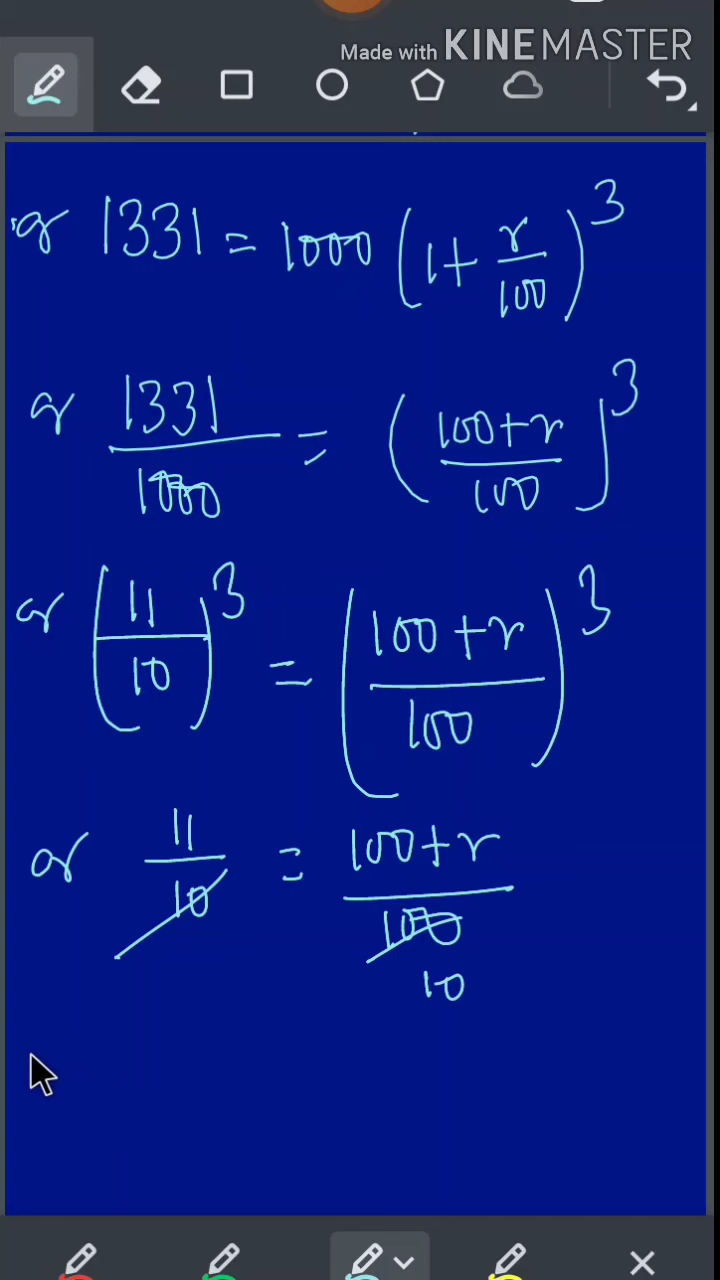 Made with KINEMASTER
or 1331 = 1000 (1 + r/100)^3
or 1331/1000 = (100+r/100]^3
or (11/10)^3 = (100+r/100)^3
or 11/10 = 100+r/100
10